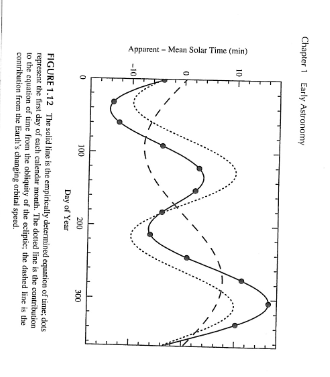 Chapter 1 Early Astronomy
Apparent – Mean Solar Time (min)
10
0
–10
0
100
200
300
Day of Year
FIGURE 1.12 The solid line is the empirically determined equation of time; dots
represent the first day of each calendar month. The dotted line is the contribution
to the equation of time from the obliquity of the ecliptic; the dashed line is the
contribution from the Earth's changing orbital speed.